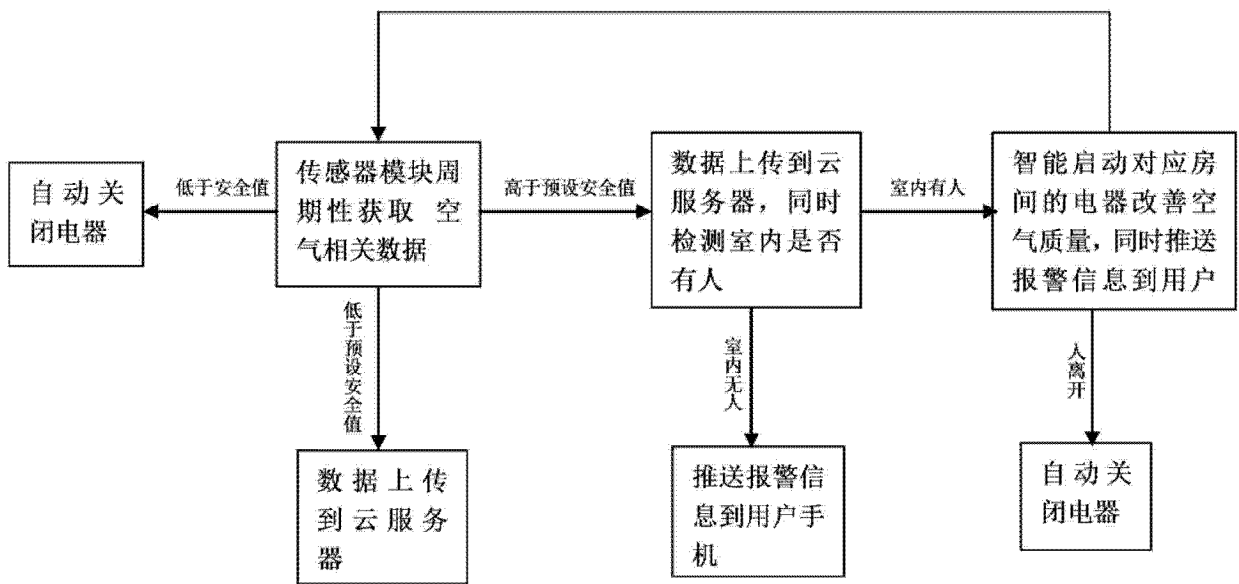 自动关
闭电器
低于安全值
传感器模块周
期性获取 空
气相关数据
高于预设安全值
数据上传到云
服务器，同时
检测室内是否
有人
室内有人
智能启动对应房
间的电器改善空
气质量，同时推送
报警信息到用户
低于预设安全值
室内无人
人离开
数据上传
到云服务
器
推送报警信
息到用户手
机
自动关
闭电器